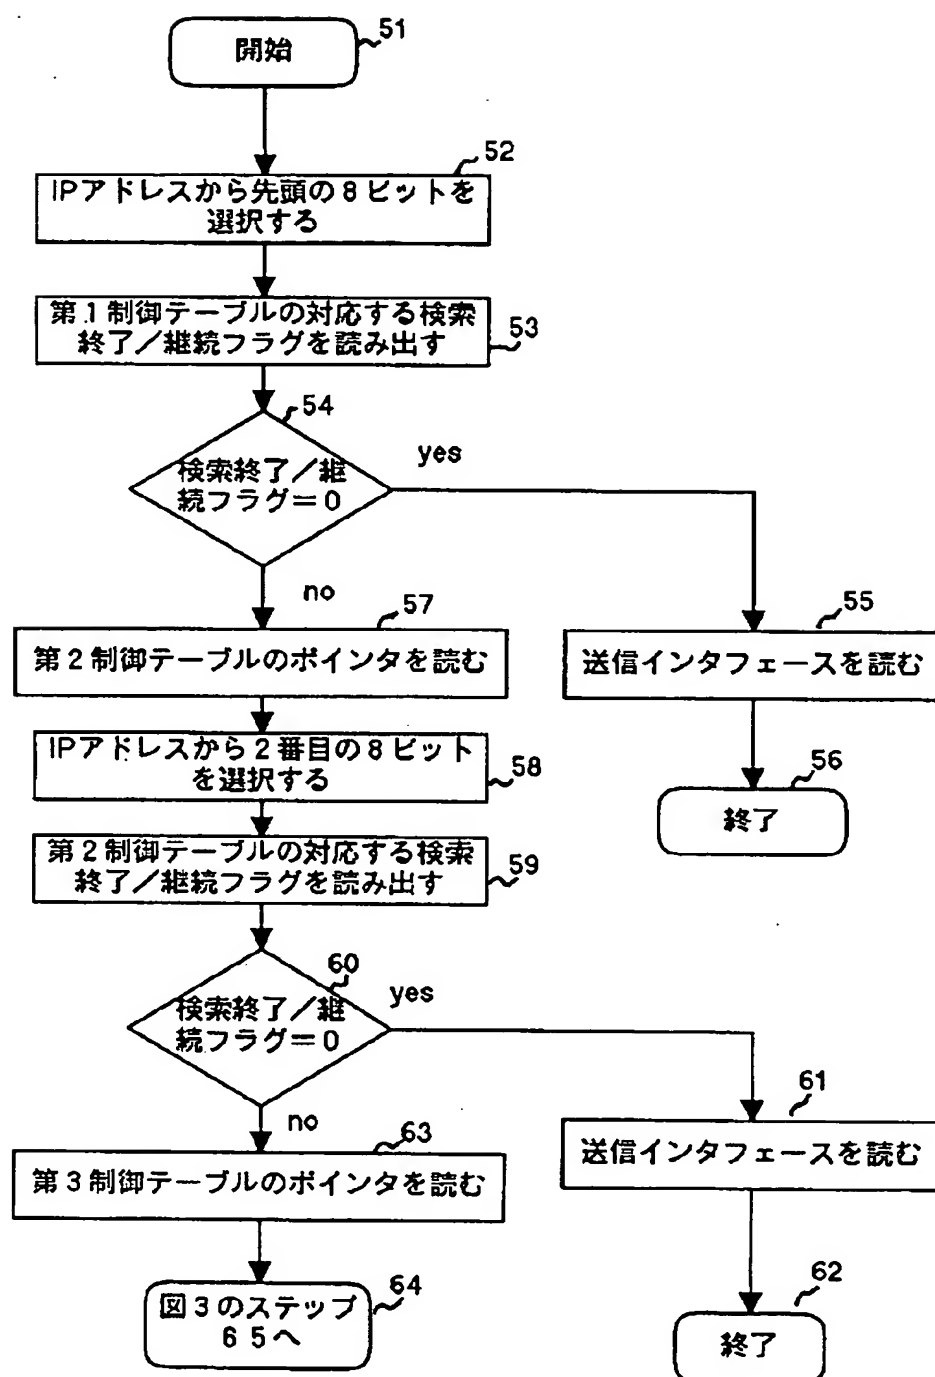 開始
51
52
IPアドレスから先頭の8ビットを
選択する
第1制御テーブルの対応する検索
終了/継続フラグを読み出す
53
54
検索終了/継
続フラグ=0
yes
no
57
第2制御テーブルのポインタを読む
55
送信インタフェースを読む
IPアドレスから2番目の8ビット
を選択する
58
56
終了
第2制御テーブルの対応する検索
終了/継続フラグを読み出す
59
60
検索終了/継
続フラグ=0
yes
no
63
第3制御テーブルのポインタを読む
61
送信インタフェースを読む
図3のステップ
65へ
64
62
終了